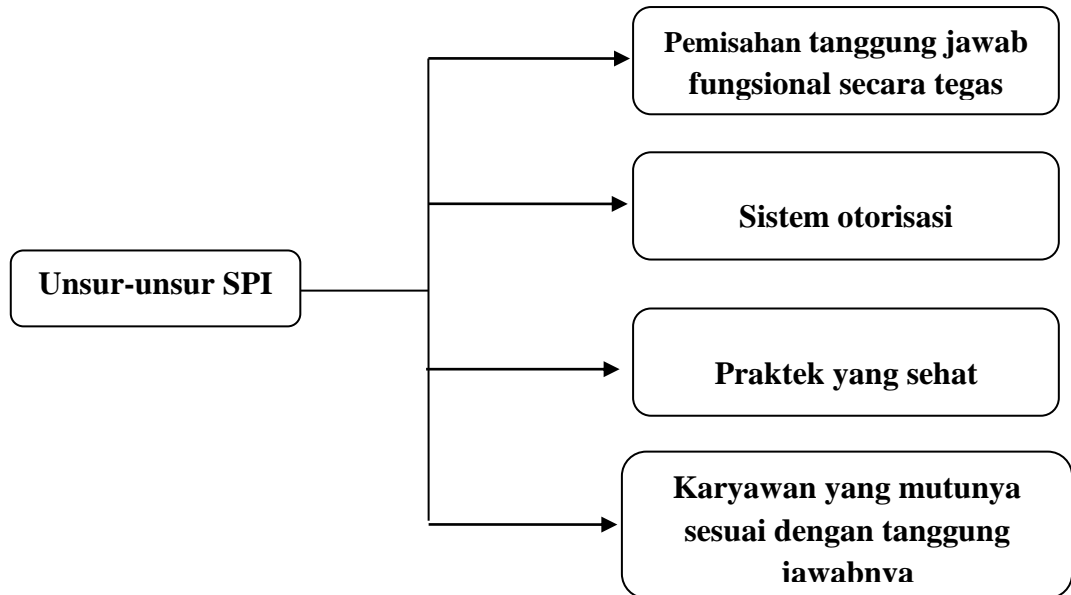 Pemisahan tanggung jawab
fungsional secara tegas
Sistem otorisasi
Unsur-unsur SPI
Praktek yang sehat
Karyawan yang mutunya
sesuai dengan tanggung
jawabnya